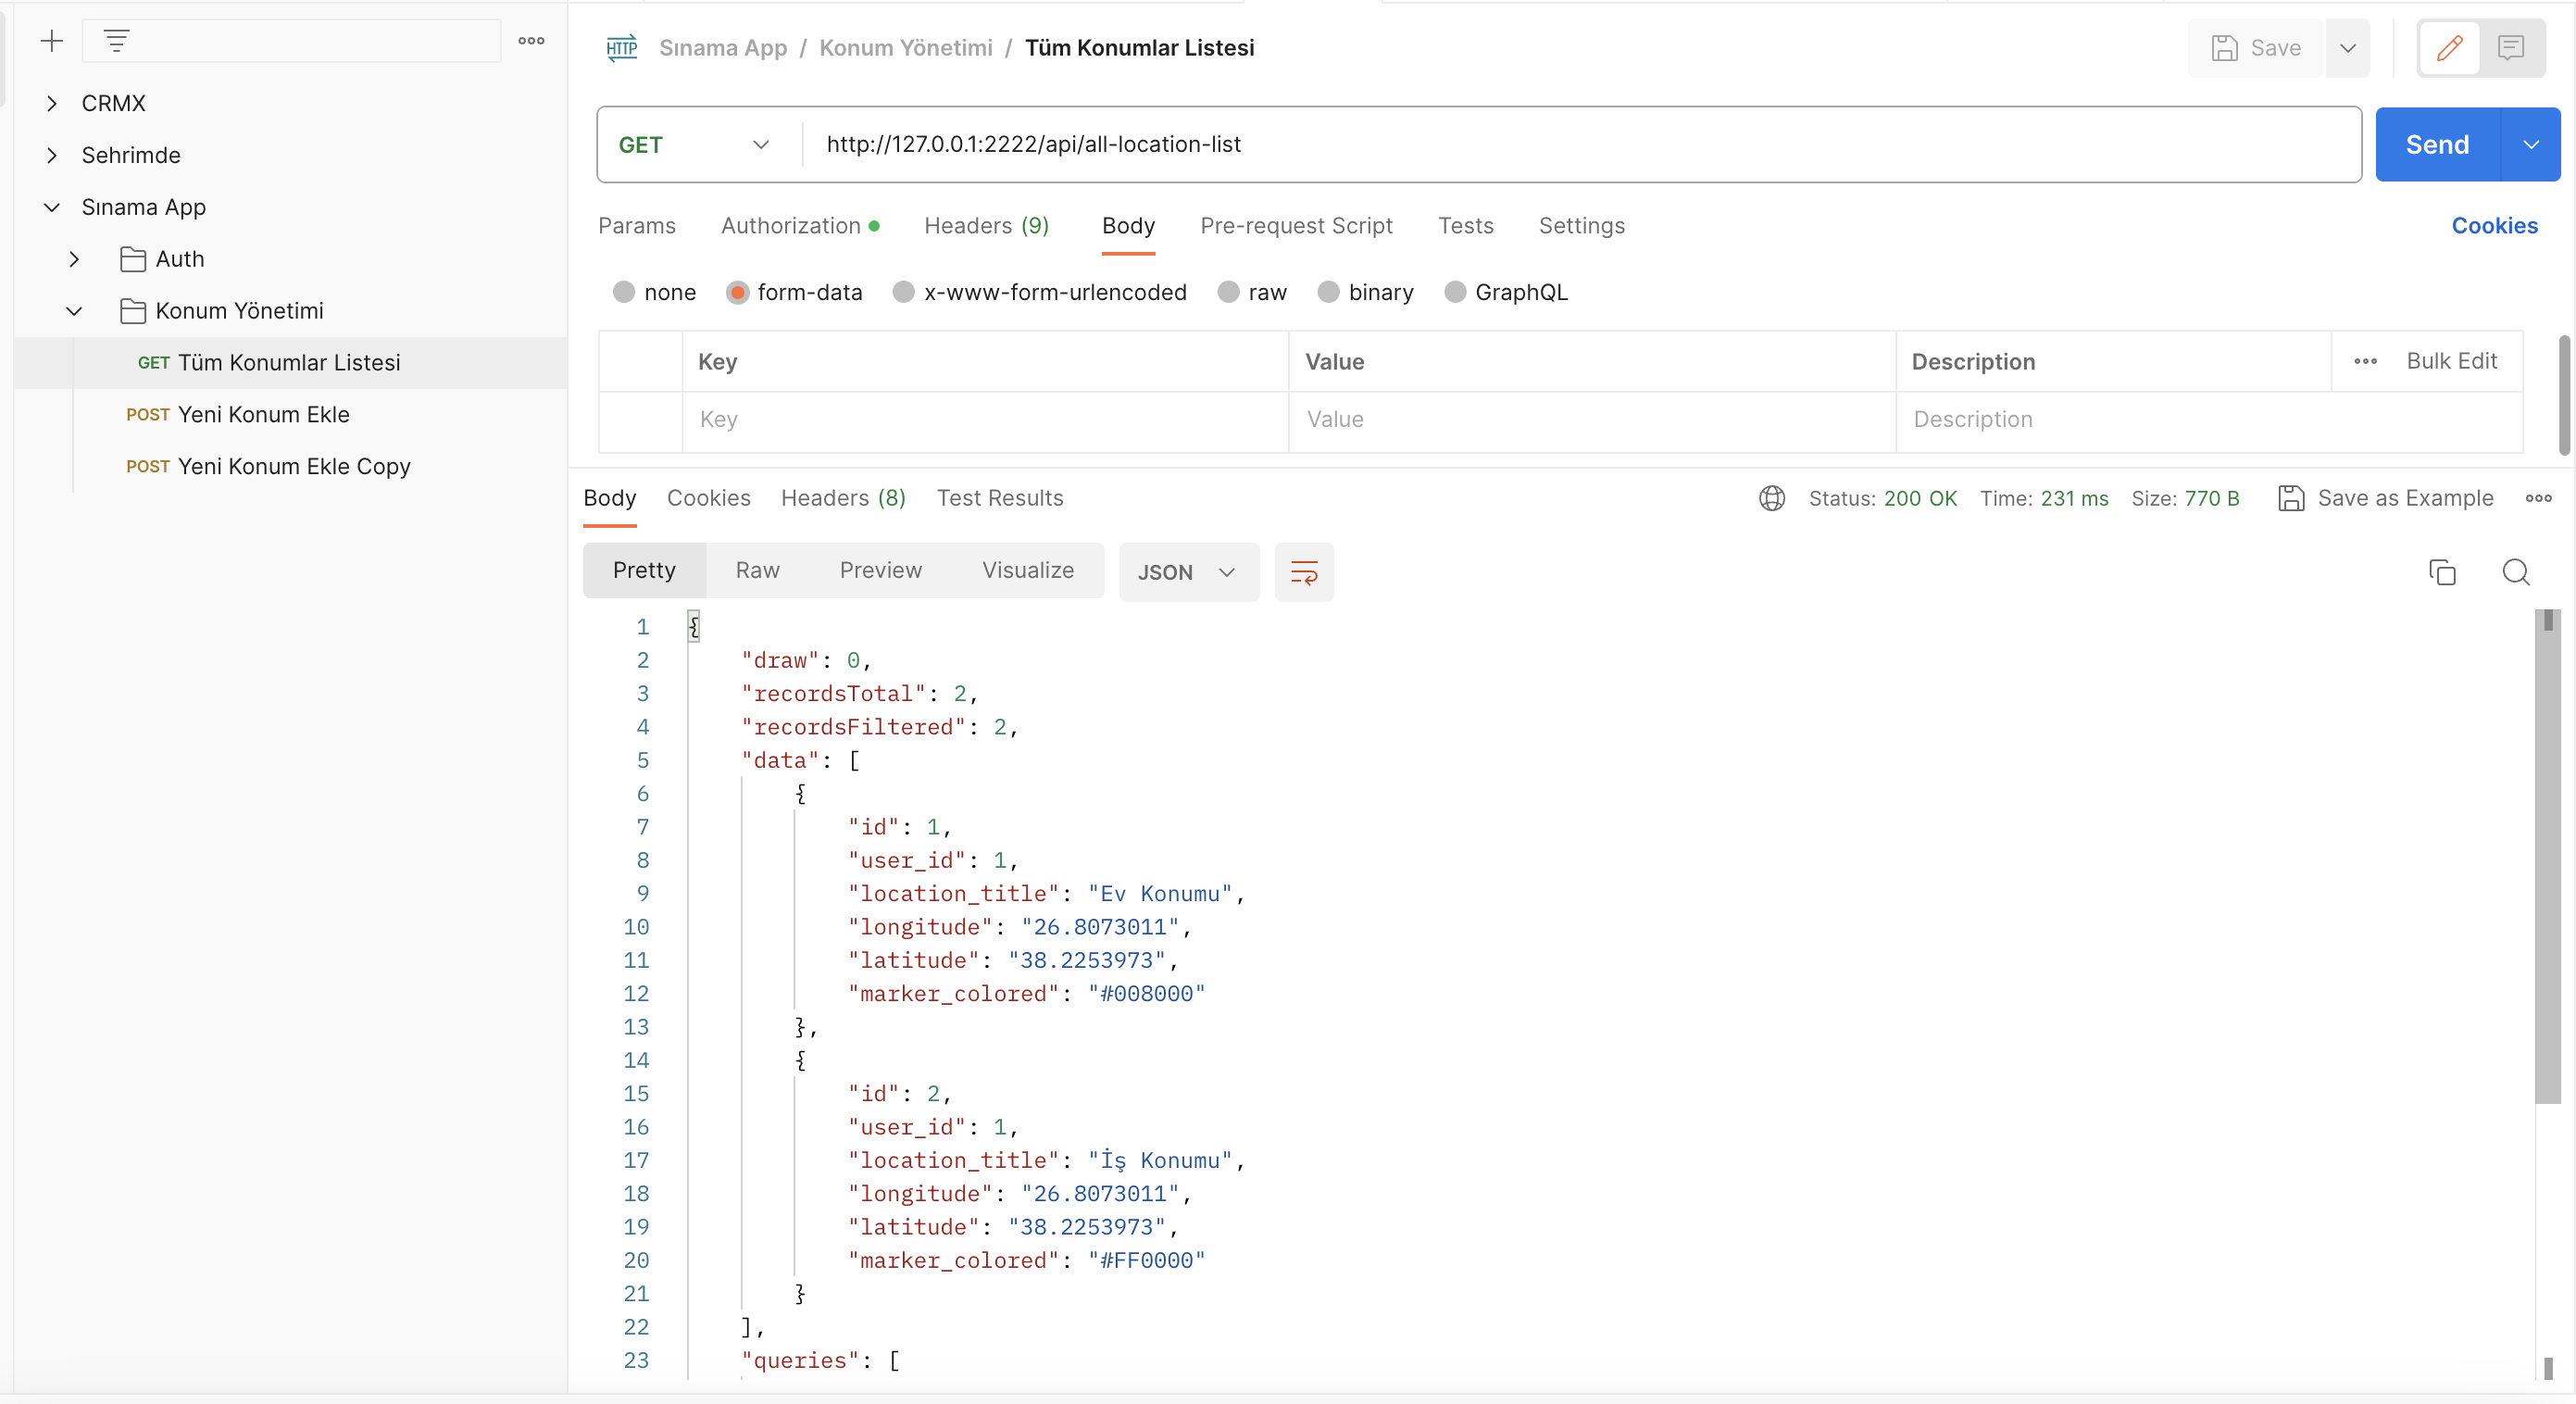 CRMX
Sehrimde
Sınama App
Auth
Konum Yönetimi
GET Tüm Konumlar Listesi
POST Yeni Konum Ekle
POST Yeni Konum Ekle Copy
HTTP Sınama App / Konum Yönetimi / Tüm Konumlar Listesi
Save
GET http://127.0.0.1:2222/api/all-location-list
Send
Params Authorization Headers (9) Body Pre-request Script Tests Settings Cookies
none form-data x-www-form-urlencoded raw binary GraphQL
Key Value Description Bulk Edit
Key Value Description
Body Cookies Headers (8) Test Results Status: 200 OK Time: 231 ms Size: 770 B Save as Example
Pretty Raw Preview Visualize JSON
1 {
2 "draw": 0,
3 "recordsTotal": 2,
4 "recordsFiltered": 2,
5 "data": [
6 {
7 "id": 1,
8 "user_id": 1,
9 "location_title": "Ev Konumu",
10 "longitude": "26.8073011",
11 "latitude": "38.2253973",
12 "marker_colored": "#008000"
13 },
14 {
15 "id": 2,
16 "user_id": 1,
17 "location_title": "İş Konumu",
18 "longitude": "26.8073011",
19 "latitude": "38.2253973",
20 "marker_colored": "#FF0000"
21 }
22 ],
23 "queries": [